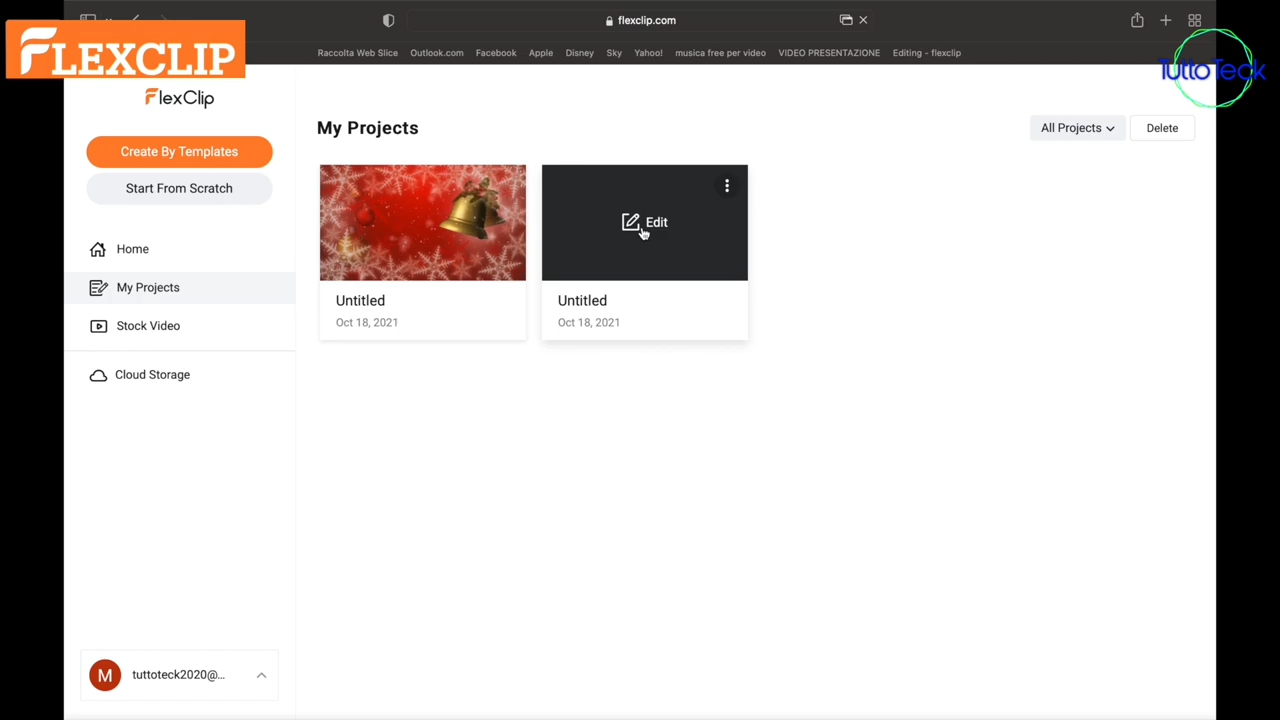 flexclip.com
FLEXCLIP
Raccolta Web Slice Outlook.com Facebook Apple Disney Sky Yahoo! musica free per video VIDEO PRESENTAZIONE Editing - flexclip
TuttoTeck
FlexClip
My Projects
All Projects
Delete
Create By Templates
Start From Scratch
Home
My Projects
Stock Video
Cloud Storage
Edit
Untitled
Oct 18, 2021
Untitled
Oct 18, 2021
M
tuttoteck2020@...